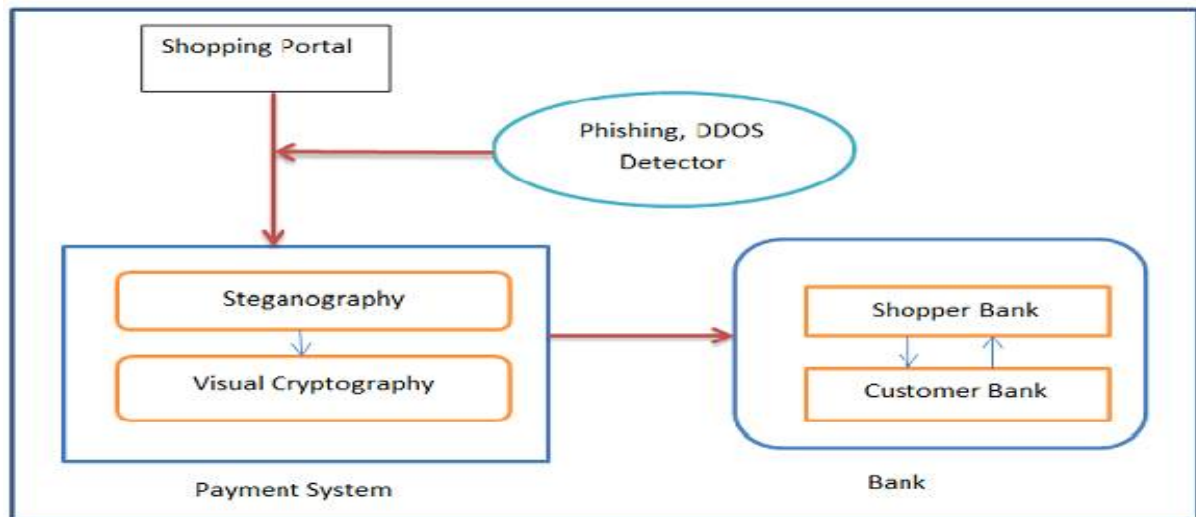 Shopping Portal
Phishing, DDOS
Detector
Steganography
Visual Cryptography
Payment System
Shopper Bank
Customer Bank
Bank